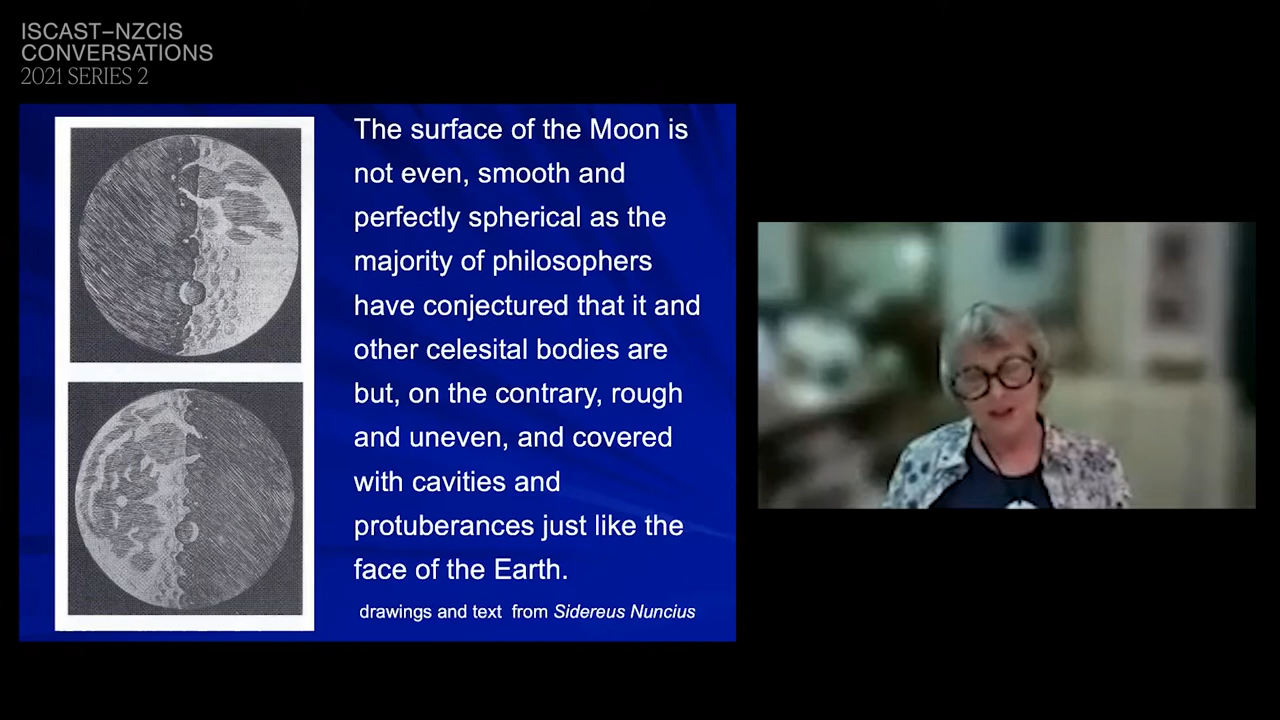 ISCAST–NZCIS
CONVERSATIONS
2021 SERIES 2
The surface of the Moon is
not even, smooth and
perfectly spherical as the
majority of philosophers
have conjectured that it and
other celesital bodies are
but, on the contrary, rough
and uneven, and covered
with cavities and
protuberances just like the
face of the Earth.
drawings and text from Sidereus Nuncius